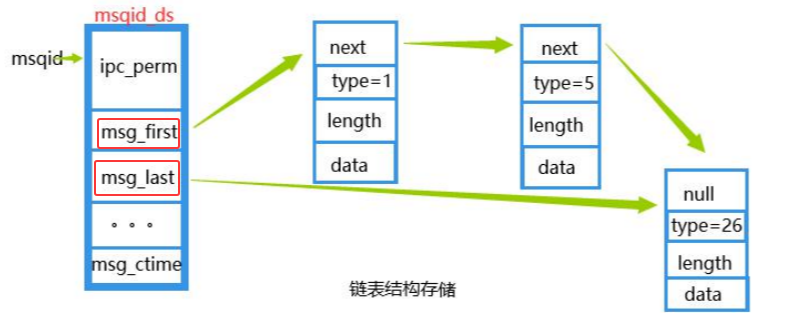 msqid_ds
msqid
ipc_perm
msg_first
msg_last
。。。
msg_ctime
next
type=1
length
data
next
type=5
length
data
null
type=26
length
data
链表结构存储